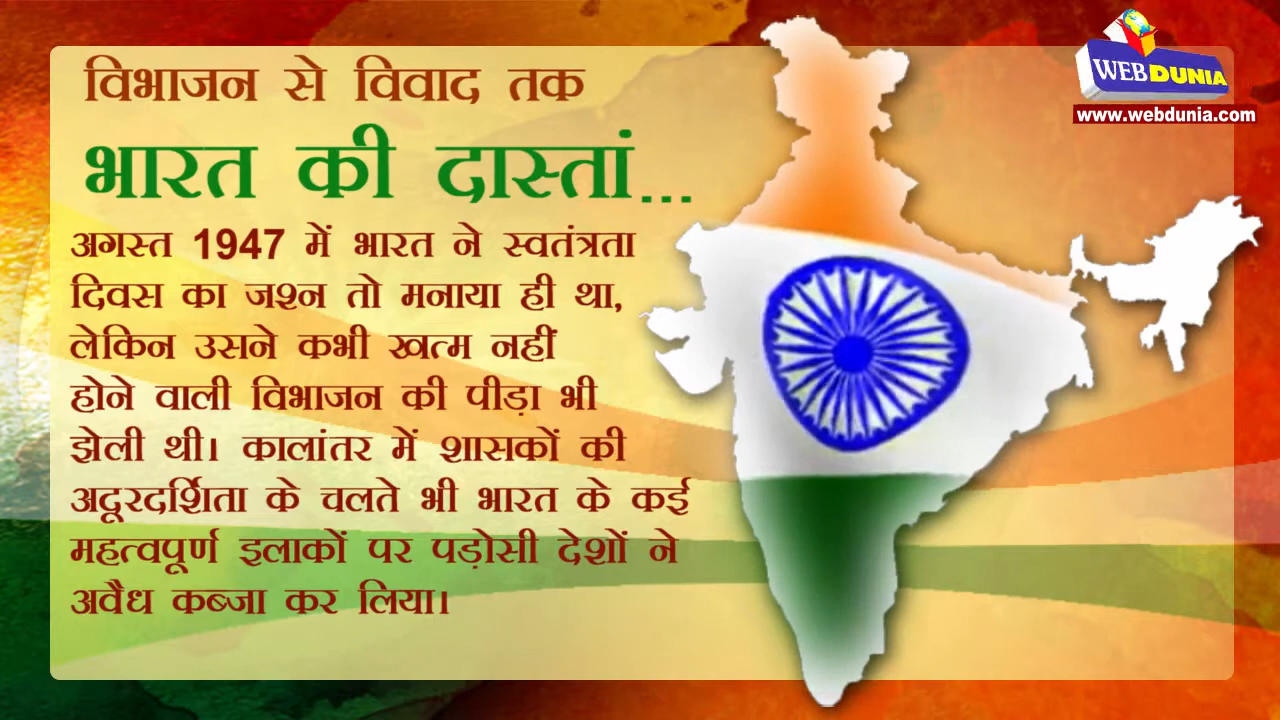 विभाजन से विवाद तक
भारत की दास्तां...
अगस्त 1947 में भारत ने स्वतंत्रता
दिवस का जश्न तो मनाया ही था,
लेकिन उसने कभी खत्म नहीं
होने वाली विभाजन की पीड़ा भी
झेली थी। कालांतर में शासकों की
अदूरदर्शिता के चलते भी भारत के कई
महत्वपूर्ण इलाकों पर पड़ोसी देशों ने
अवैध कब्जा कर लिया।
WEBDUNIA
www.webdunia.com